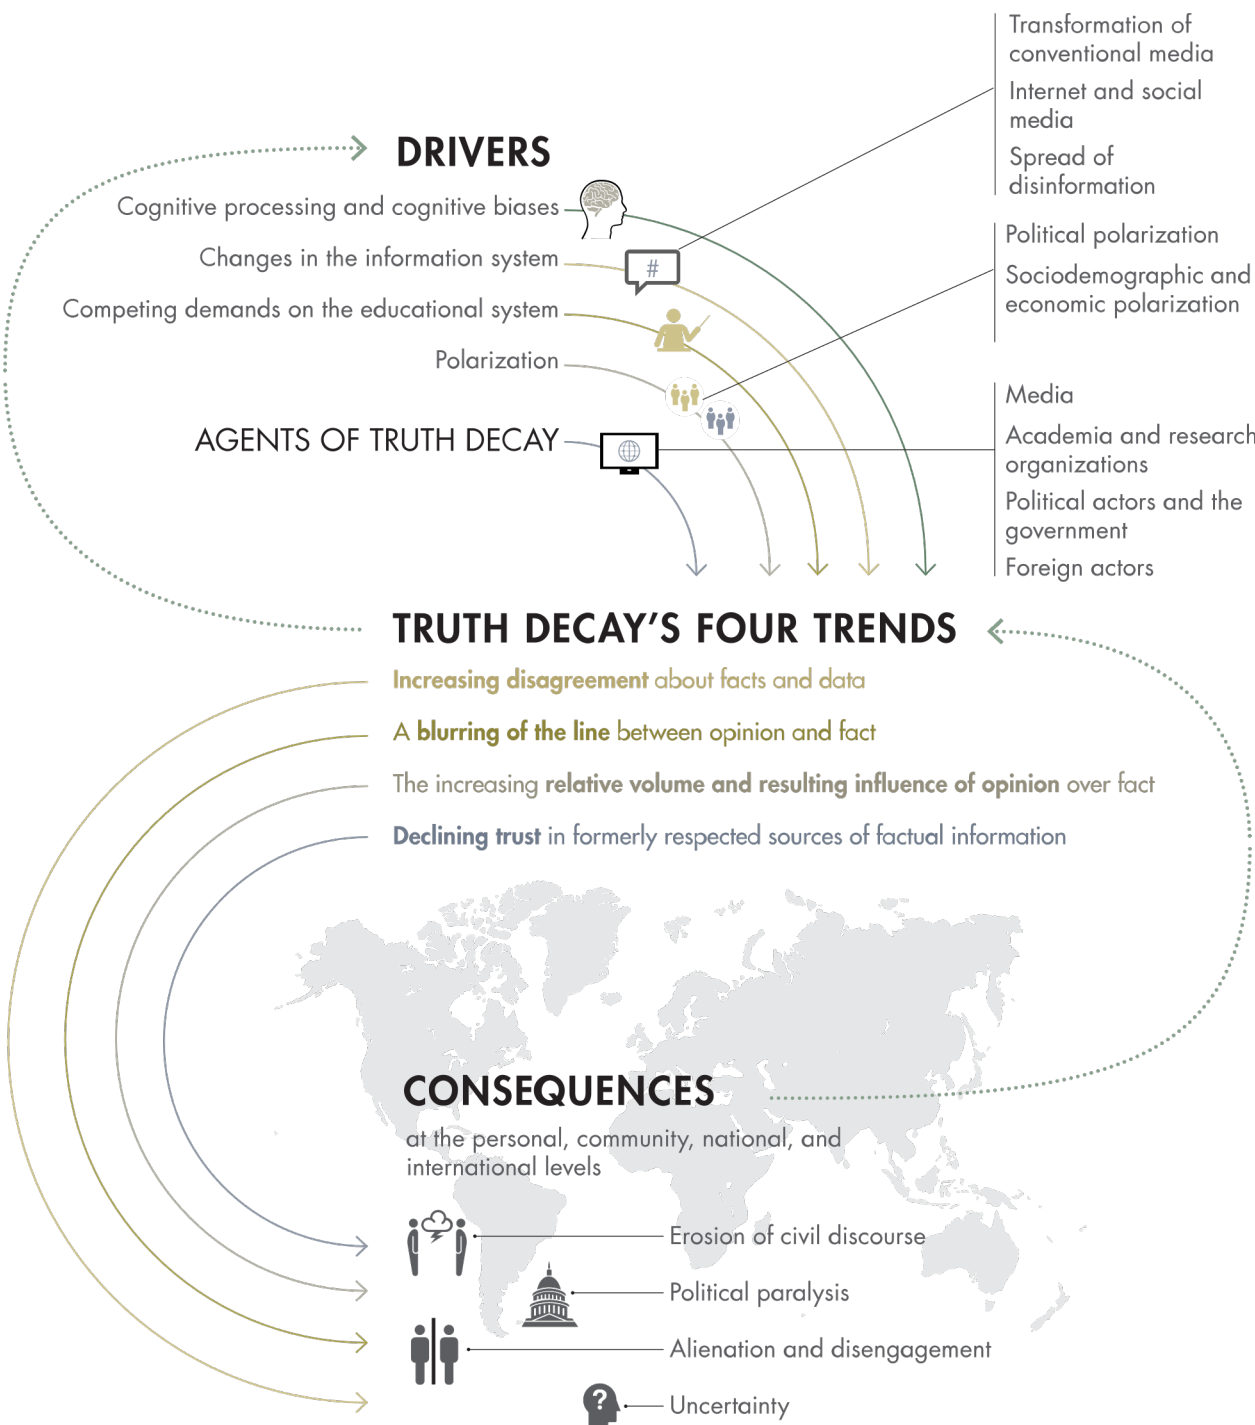 Transformation of
conventional media
Internet and social
media
Spread of
disinformation
DRIVERS
Cognitive processing and cognitive biases
Changes in the information system
#
Competing demands on the educational system
Polarization
Political polarization
Sociodemographic and
economic polarization
AGENTS OF TRUTH DECAY
Media
Academia and research
organizations
Political actors and the
government
Foreign actors
TRUTH DECAY'S FOUR TRENDS
Increasing disagreement about facts and data
A blurring of the line between opinion and fact
The increasing relative volume and resulting influence of opinion over fact
Declining trust in formerly respected sources of factual information
CONSEQUENCES
at the personal, community, national, and
international levels
Erosion of civil discourse
Political paralysis
Alienation and disengagement
?
Uncertainty